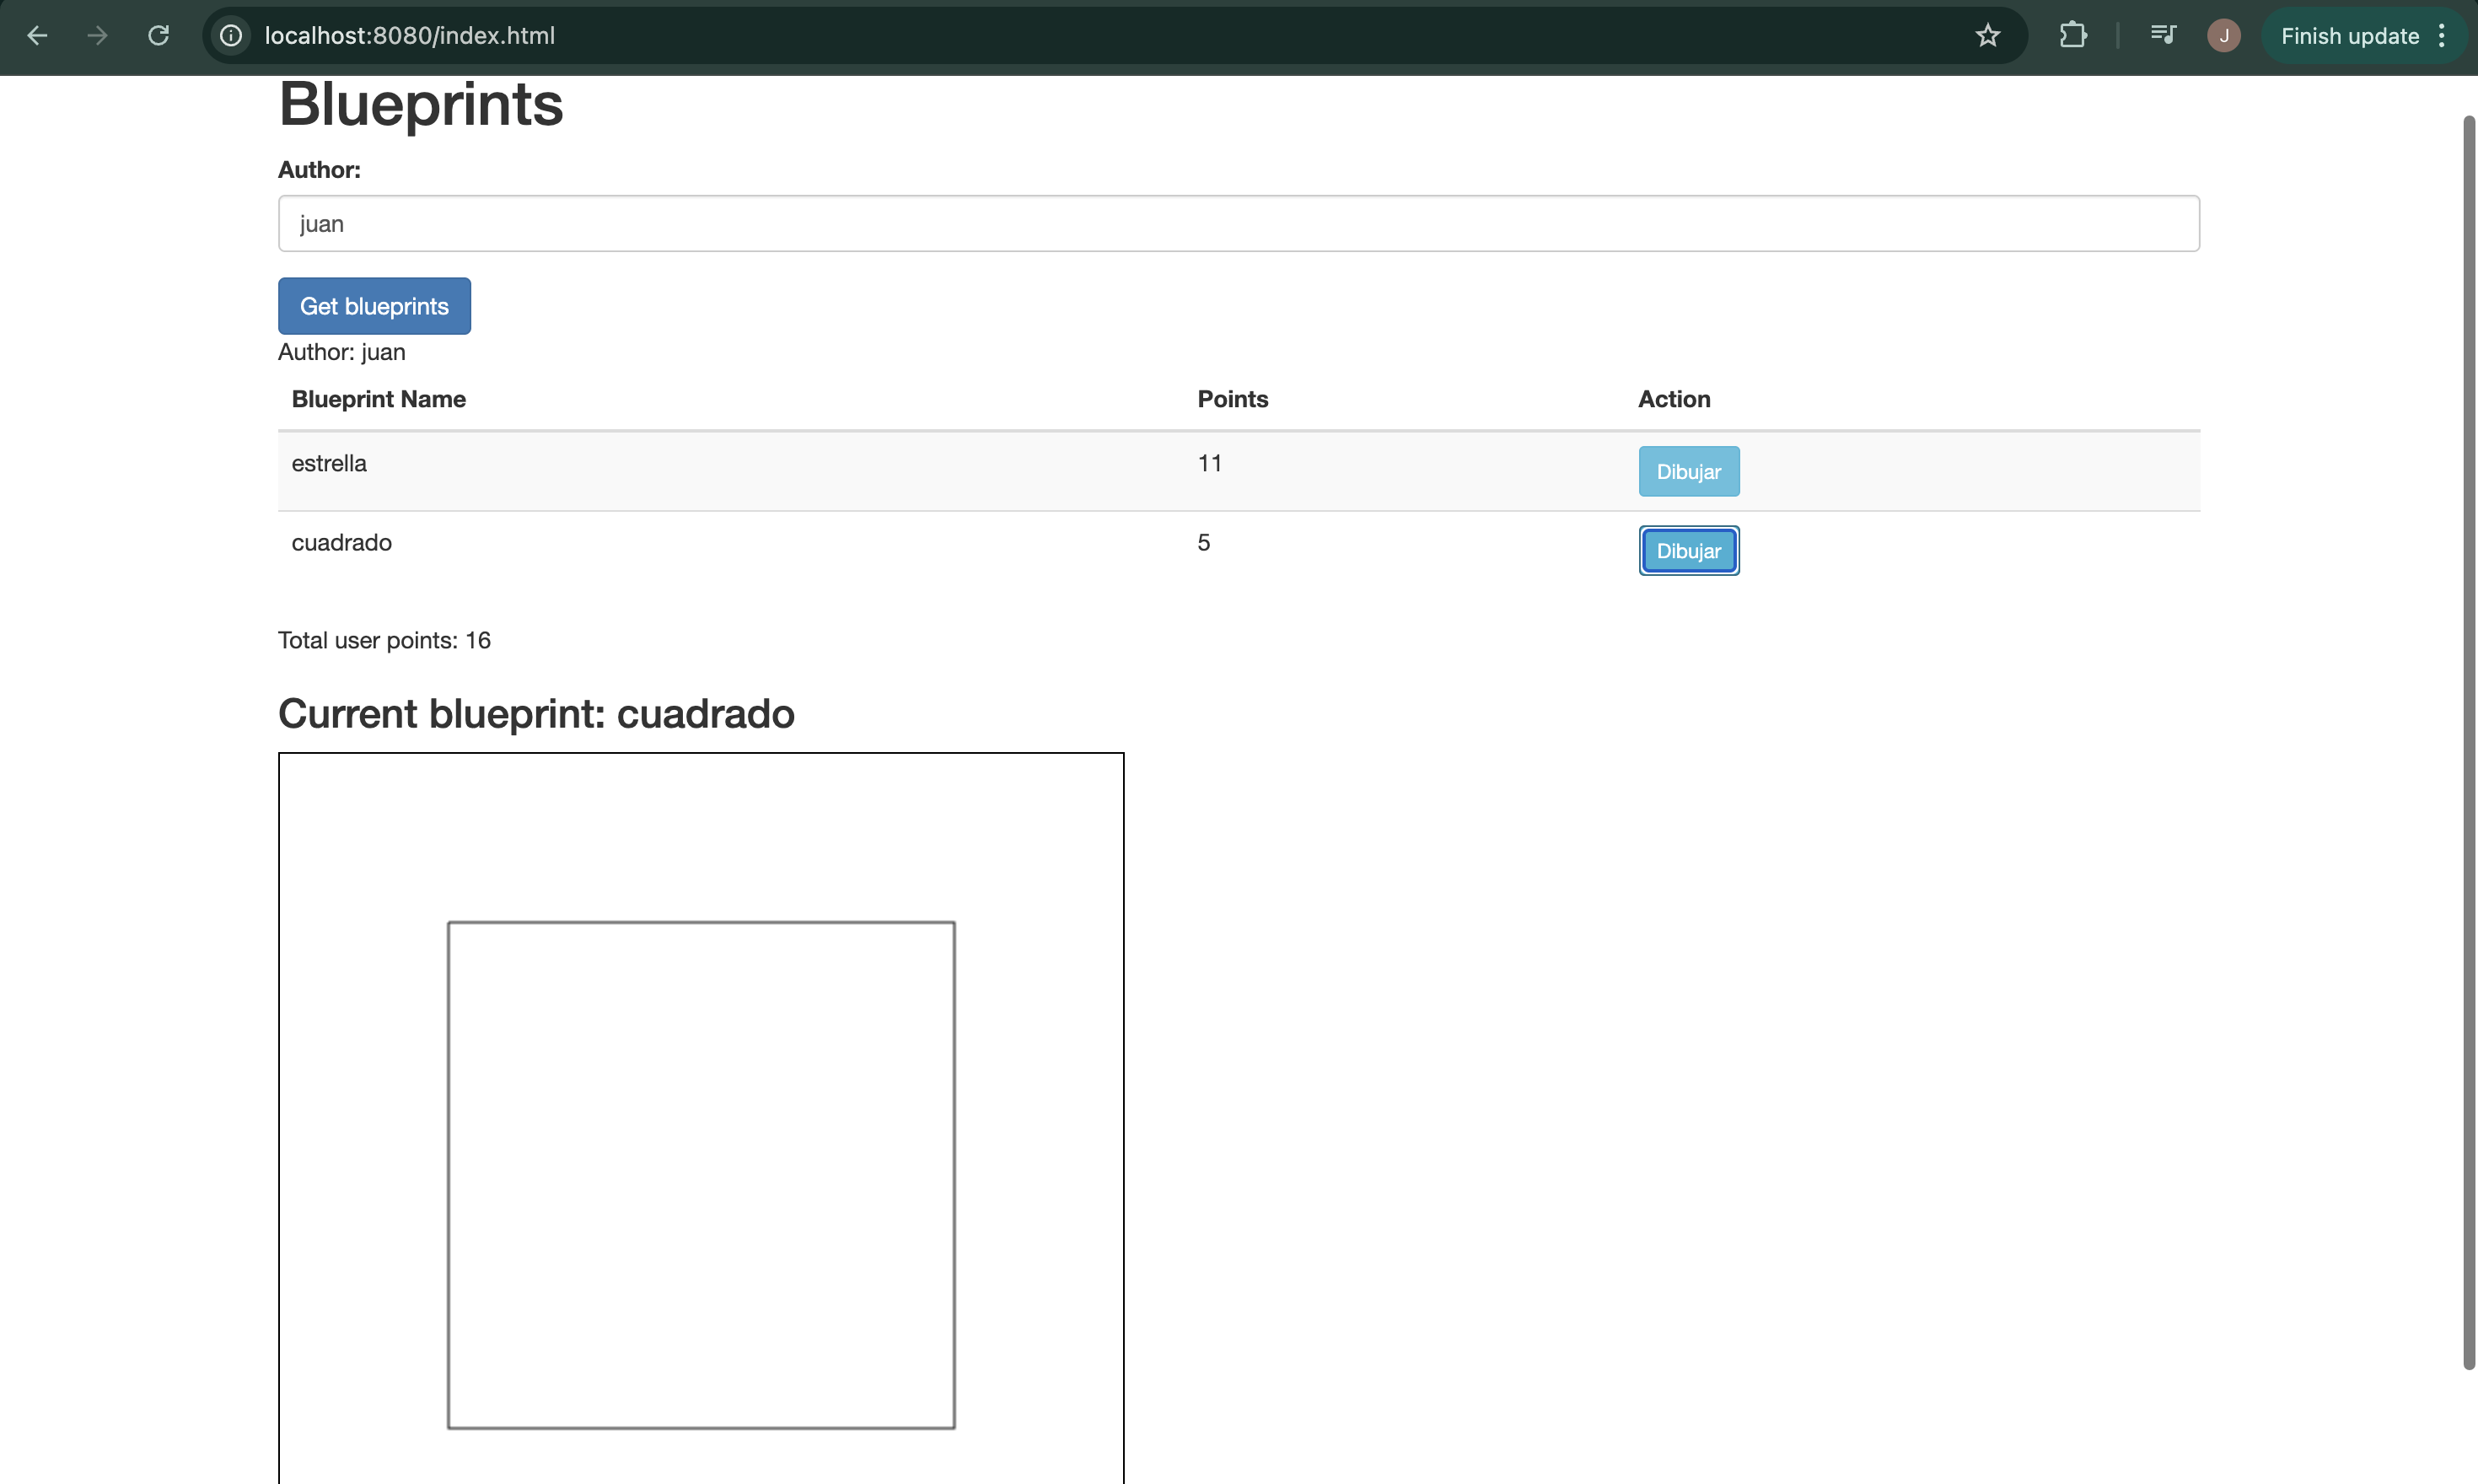 localhost:8080/index.html
J
Finish update
Blueprints
Author:
juan
Get blueprints
Author: juan
Blueprint Name Points Action
estrella 11 Dibujar
cuadrado 5 Dibujar
Total user points: 16
Current blueprint: cuadrado